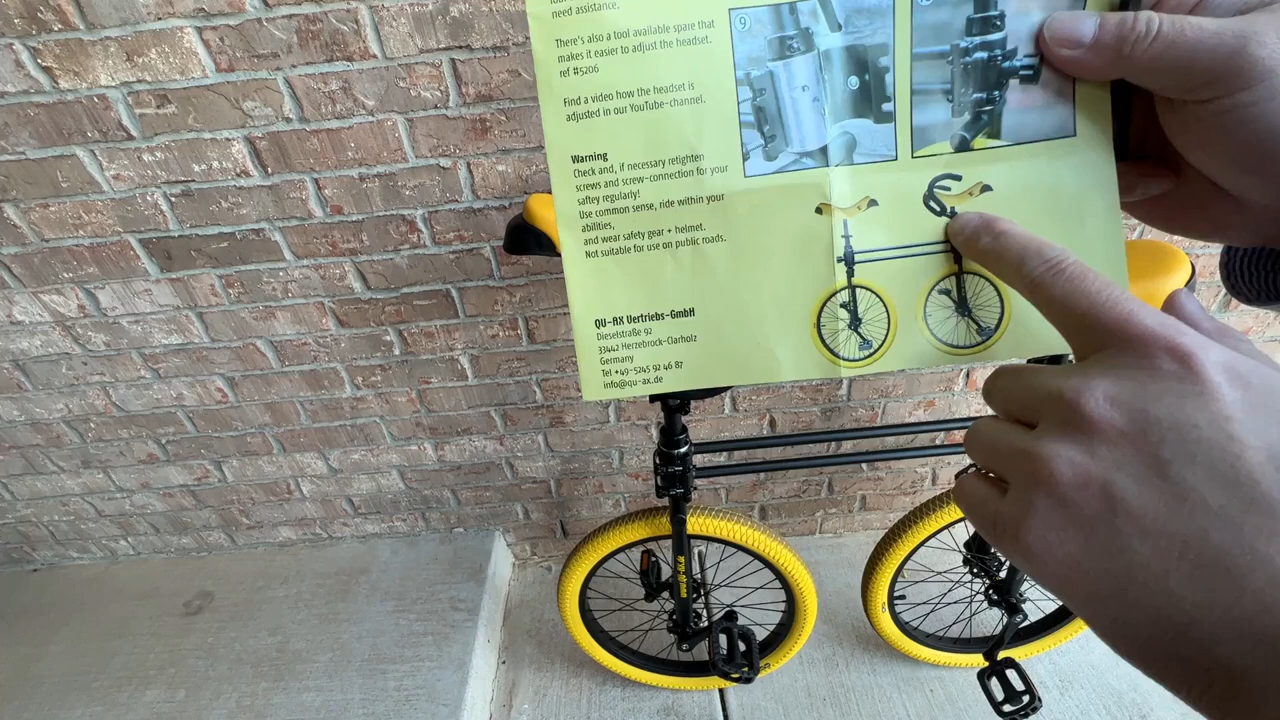 need assistance.
There's also a tool available spare that
makes it easier to adjust the headset.
ref #5206
Find a video how the headset is
adjusted in our YouTube-channel.
Warning
Check and, if necessary retighten
screws and screw-connection for your
saftey regularly!
Use common sense, ride within your
abilities,
and wear safety gear + helmet.
Not suitable for use on public roads.
QU-AX Vertriebs-GmbH
Dieselstraße 92
33442 Herzebrock-Clarholz
Germany
Tel +49-5245 92 46 87
info@qu-ax.de
9
www.qu-ax.de